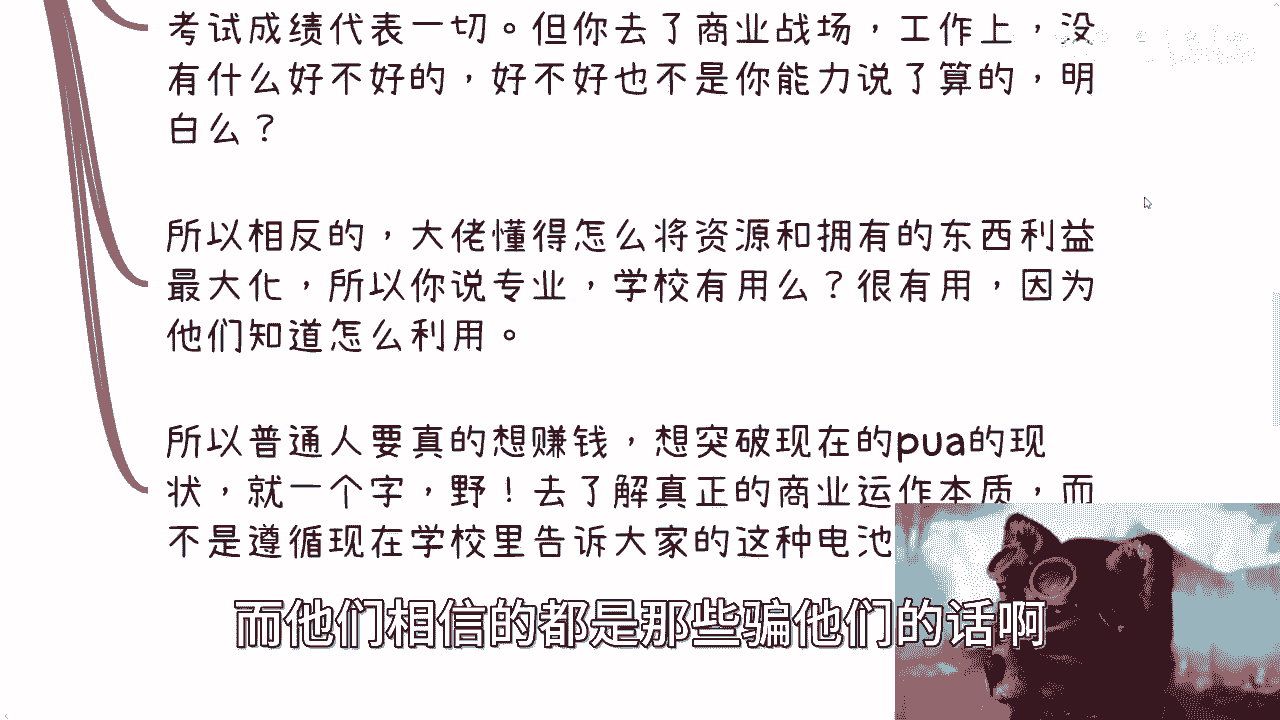 考试成绩代表一切。但你去了商业战场，工作上，没
有什么好不好的，好不好也不是你能力说了算的，明
白么？
所以相反的，大佬懂得怎么将资源和拥有的东西利益
最大化，所以你说专业，学校有用么？很有用，因为
他们知道怎么利用。
所以普通人要真的想赚钱，想突破现在的pua的现
状，就一个字，野！去了解真正的商业运作本质，而
不是遵循现在学校里告诉大家的这种电池
而他们相信的都是那些骗他们的话啊